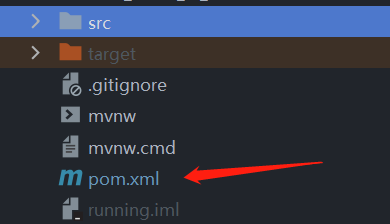 src
target
.gitignore
mvnw
mvnw.cmd
pom.xml
running.iml